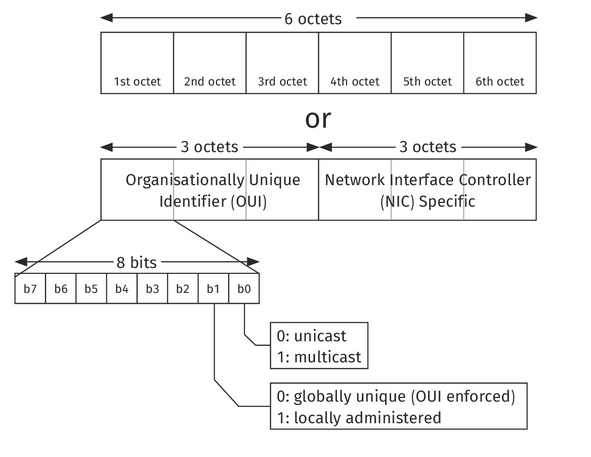 6 octets
1st octet 2nd octet 3rd octet 4th octet 5th octet 6th octet
or
3 octets 3 octets
Organisationally Unique
Identifier (OUI)
Network Interface Controller
(NIC) Specific
8 bits
b7 b6 b5 b4 b3 b2 b1 b0
0: unicast
1: multicast
0: globally unique (OUI enforced)
1: locally administered